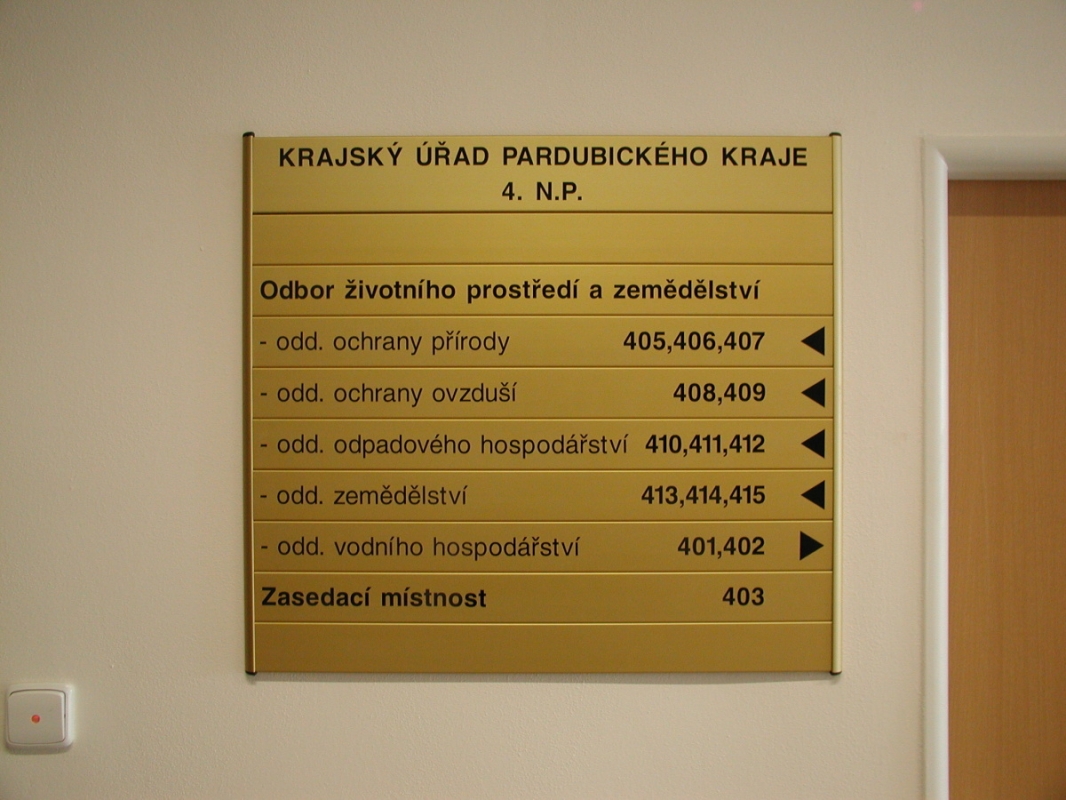 KRAJSKÝ ÚŘAD PARDUBICKÉHO KRAJE
4. N.P.
Odbor životního prostředí a zemědělství
- odd. ochrany přírody 405,406,407
- odd. ochrany ovzduší 408,409
- odd. odpadového hospodářství 410,411,412
- odd. zemědělství 413,414,415
- odd. vodního hospodářství 401,402
Zasedací místnost 403